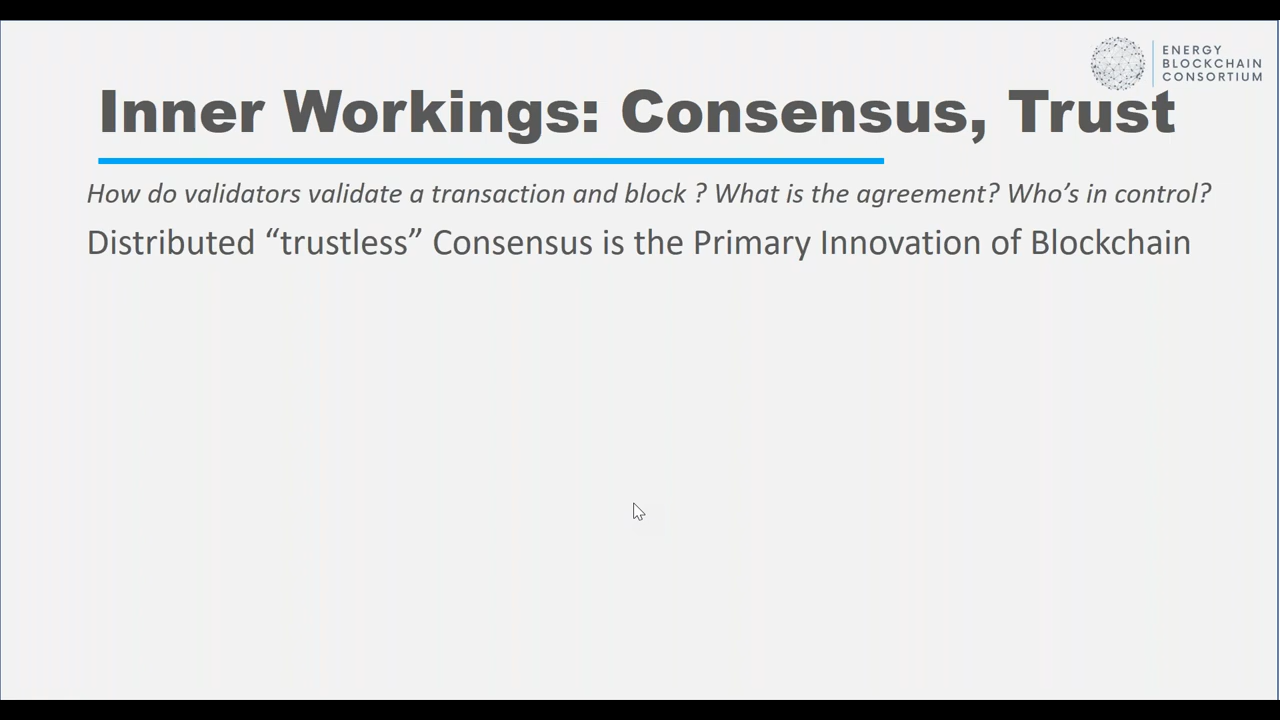 ENERGY
BLOCKCHAIN
CONSORTIUM
Inner Workings: Consensus, Trust
How do validators validate a transaction and block ? What is the agreement? Who’s in control?
Distributed “trustless” Consensus is the Primary Innovation of Blockchain